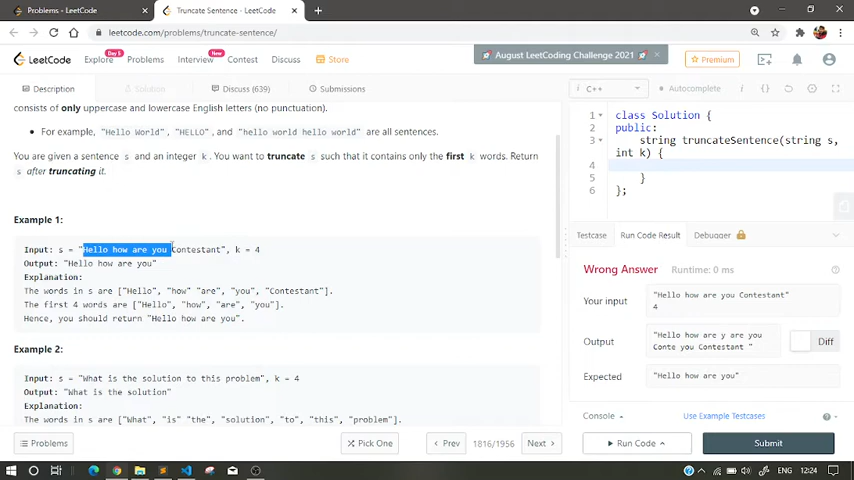 Problems - LeetCode
Truncate Sentence - LeetCode
leetcode.com/problems/truncate-sentence/
LeetCode
Explore
Day 5
Problems
Interview
New
Contest
Discuss
Store
August LeetCoding Challenge 2021
Premium
Description
Solution
Discuss (639)
Submissions
C++
Autocomplete
consists of only uppercase and lowercase English letters (no punctuation).
• For example, "Hello World", "HELLO", and "hello world hello world" are all sentences.
You are given a sentence s and an integer k. You want to truncate s such that it contains only the first k words. Return
s after truncating it.
Example 1:
Input: s = "Hello how are you Contestant", k = 4
Output: "Hello how are you"
Explanation:
The words in s are ["Hello", "how" "are", "you", "Contestant"].
The first 4 words are ["Hello", "how", "are", "you"].
Hence, you should return "Hello how are you".
Example 2:
Input: s = "What is the solution to this problem", k = 4
Output: "What is the solution"
Explanation:
The words in s are ["What", "is" "the", "solution", "to", "this", "problem"].
1 class Solution {
2 public:
3 string truncateSentence(string s,
int k) {
4
5 }
6 };
Testcase
Run Code Result
Debugger
Wrong Answer
Runtime: 0 ms
Your input
"Hello how are you Contestant"
4
Output
"Hello how are y are you
Conte you Contestant "
Diff
Expected
"Hello how are you"
Console
Use Example Testcases
Problems
Pick One
Prev
1816/1956
Next
Run Code
Submit
ENG
12:24